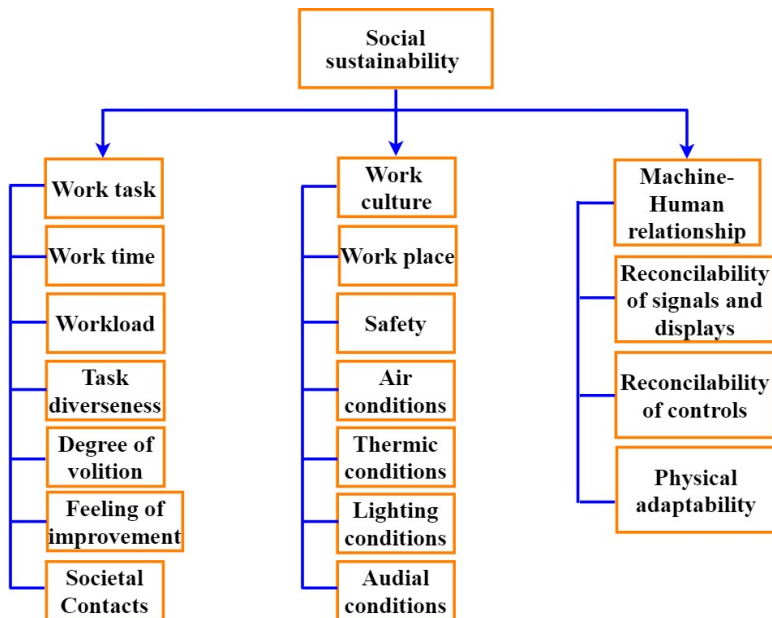 Social
sustainability
Work task
Work time
Workload
Task
diverseness
Degree of
volition
Feeling of
improvement
Societal
Contacts
Work
culture
Work place
Safety
Air
conditions
Thermic
conditions
Lighting
conditions
Audial
conditions
Machine-
Human
relationship
Reconcilability
of signals and
displays
Reconcilability
of controls
Physical
adaptability